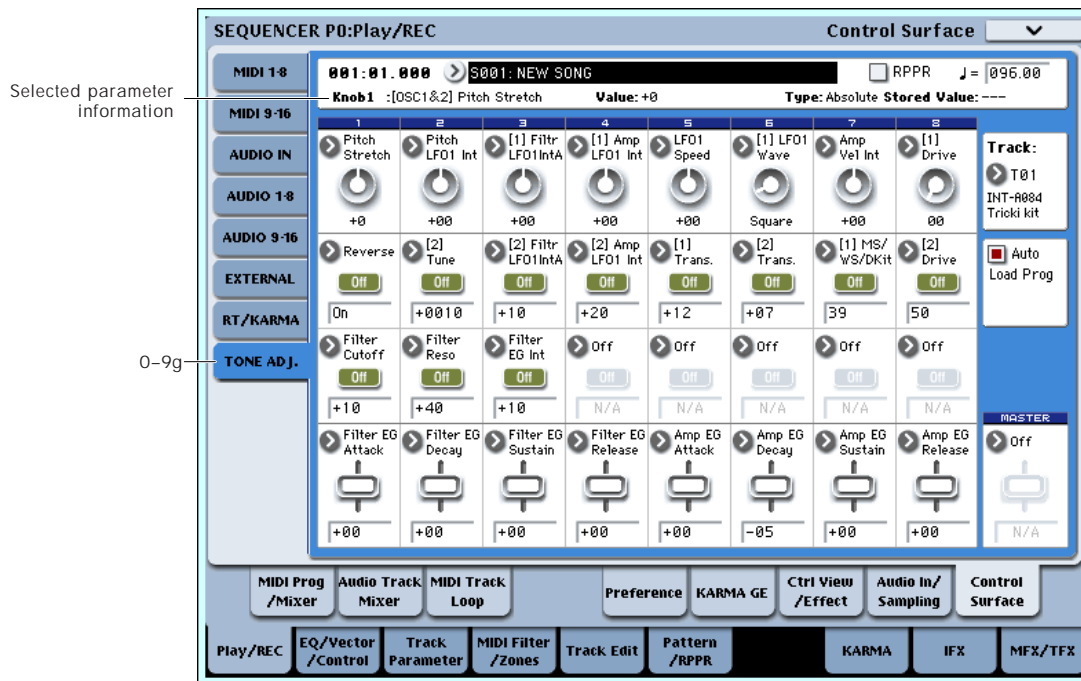 SEQUENCER P0:Play/REC
Control Surface
Selected parameter
information
0–9g
MIDI 1-8
MIDI 9-16
AUDIO IN
AUDIO 1-8
AUDIO 9-16
EXTERNAL
RT/KARMA
TONE ADJ.
001:01.000 S001: NEW SONG RPPR ♩= 096.00
Knob1 :[OSC1&2] Pitch Stretch Value: +0 Type: Absolute Stored Value: ---
1 2 3 4 5 6 7 8
Pitch Stretch
Pitch LFO1 Int
[1] Filtr LFO1IntA
[1] Amp LFO1 Int
LFO1 Speed
[1] LFO1 Wave
Amp Vel Int
[1] Drive
+0 +00 +00 +00 +00 Square +00 00
Reverse
[2] Tune
[2] Filtr LFO1IntA
[2] Amp LFO1 Int
[1] Trans.
[2] Trans.
[1] MS/ WS/DKit
[2] Drive
Off Off Off Off Off Off Off Off
On +0010 +10 +20 +12 +07 39 50
Filter Cutoff
Filter Reso
Filter EG Int
Off Off Off Off Off
Off Off Off Off Off Off Off Off
+10 +40 +10 N/A N/A N/A N/A N/A
Filter EG Attack
Filter EG Decay
Filter EG Sustain
Filter EG Release
Amp EG Attack
Amp EG Decay
Amp EG Sustain
Amp EG Release
+00 +00 +00 +00 +00 -05 +00 +00
Track:
T01
INT-A084
Tricki kit
Auto
Load Prog
MASTER
Off
N/A
MIDI Prog /Mixer
Audio Track Mixer
MIDI Track Loop
Preference
KARMA GE
Ctrl View /Effect
Audio In/ Sampling
Control Surface
Play/REC
EQ/Vector /Control
Track Parameter
MIDI Filter /Zones
Track Edit
Pattern /RPPR
KARMA
IFX
MFX/TFX